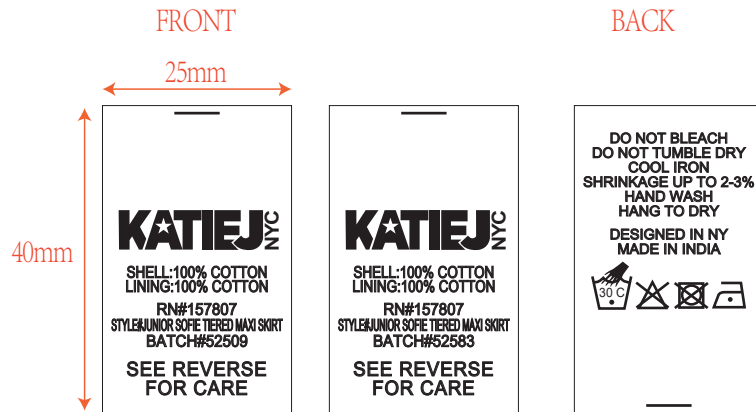 FRONT
BACK
25mm
40mm
KATIEJ NYC
SHELL:100% COTTON
LINING:100% COTTON
RN#157807
STYLE#JUNIOR SOFIE TIERED MAXI SKIRT
BATCH#52509
SEE REVERSE
FOR CARE
KATIEJ NYC
SHELL:100% COTTON
LINING:100% COTTON
RN#157807
STYLE#JUNIOR SOFIE TIERED MAXI SKIRT
BATCH#52583
SEE REVERSE
FOR CARE
DO NOT BLEACH
DO NOT TUMBLE DRY
COOL IRON
SHRINKAGE UP TO 2-3%
HAND WASH
HANG TO DRY
DESIGNED IN NY
MADE IN INDIA
30 C